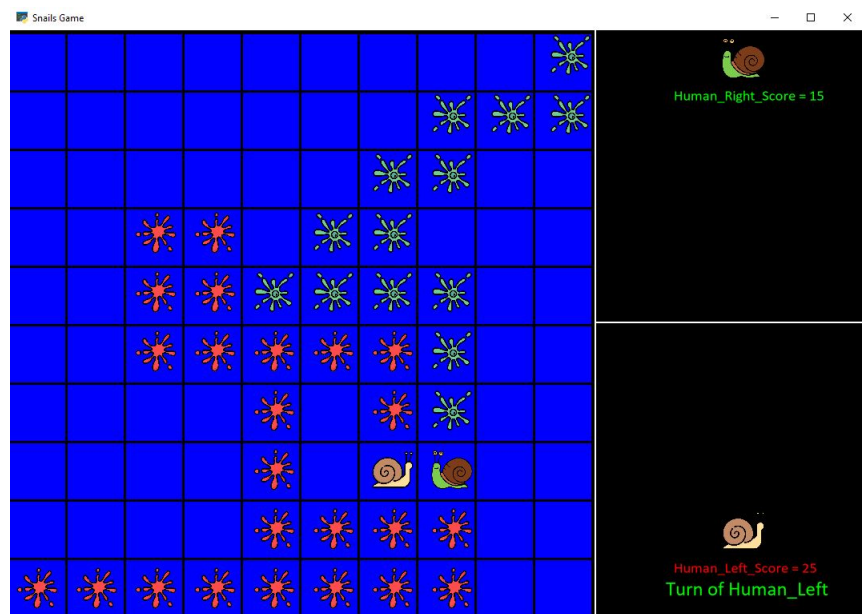 Snails Game
Human_Right_Score = 15
Human_Left_Score = 25
Turn of Human_Left